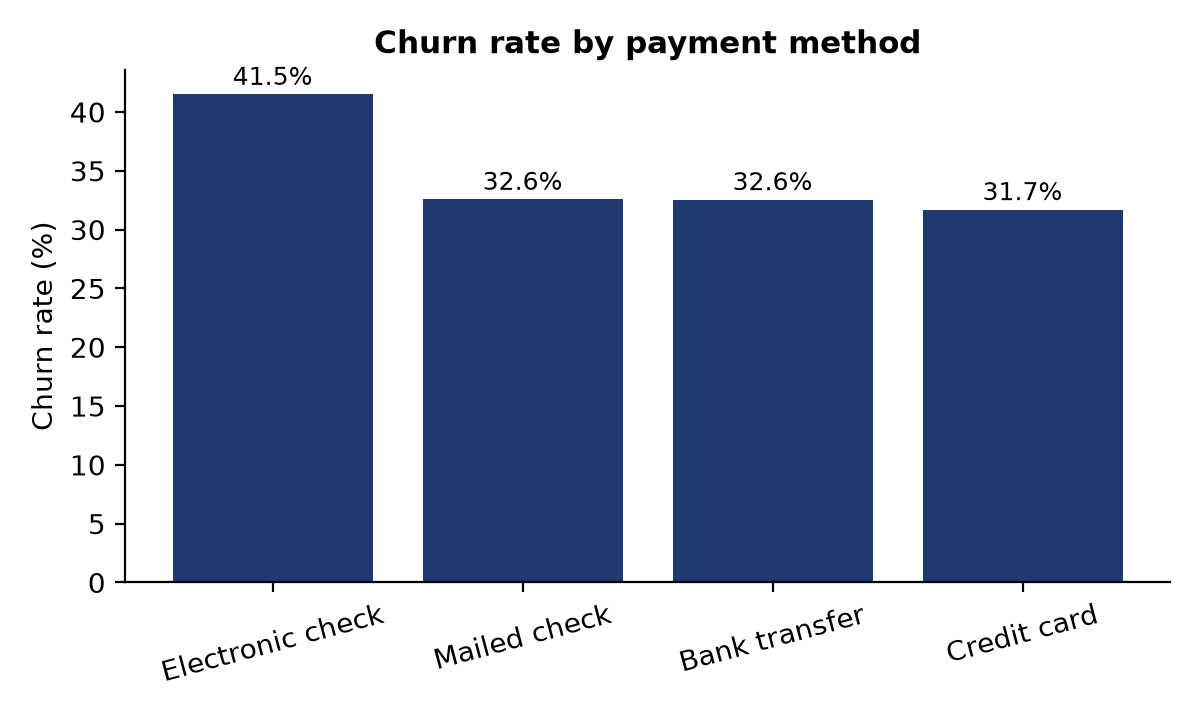 Churn rate by payment method
41.5%
32.6%
32.6%
31.7%
Churn rate (%)
40
35
30
25
20
15
10
5
0
Electronic check
Mailed check
Bank transfer
Credit card